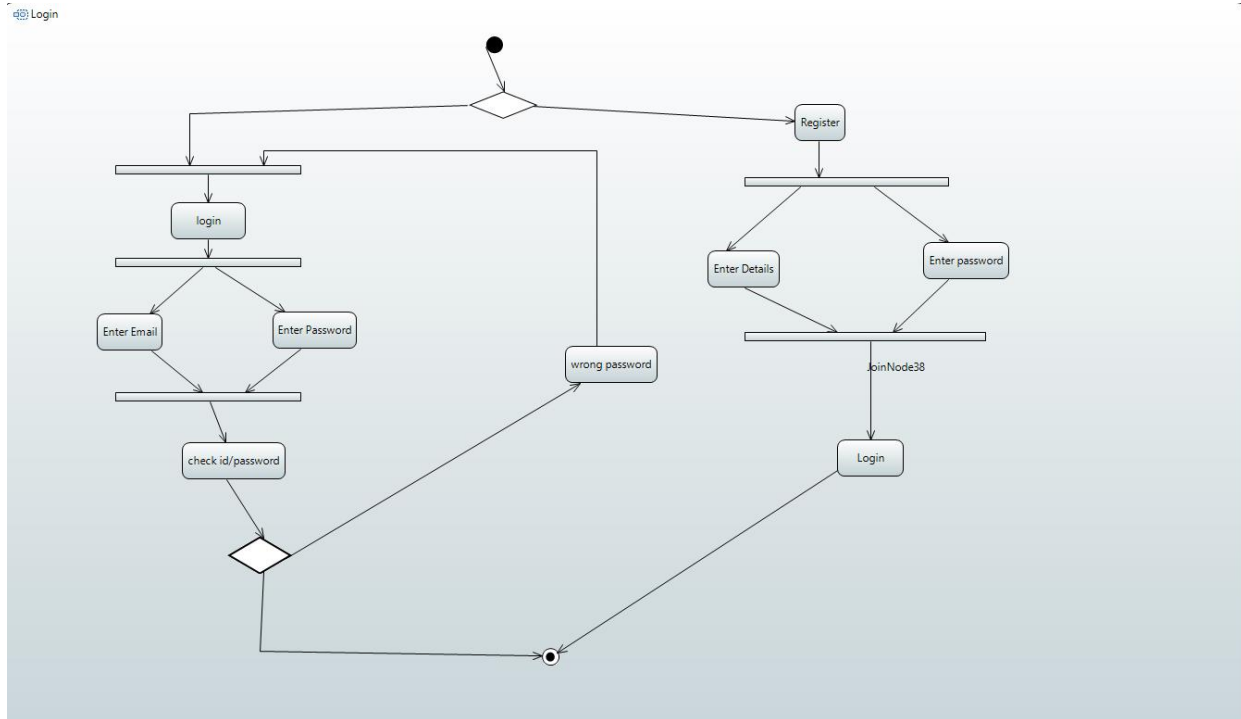 Login
Register
login
Enter Details
Enter password
Enter Email
Enter Password
wrong password
JoinNode38
check id/password
Login